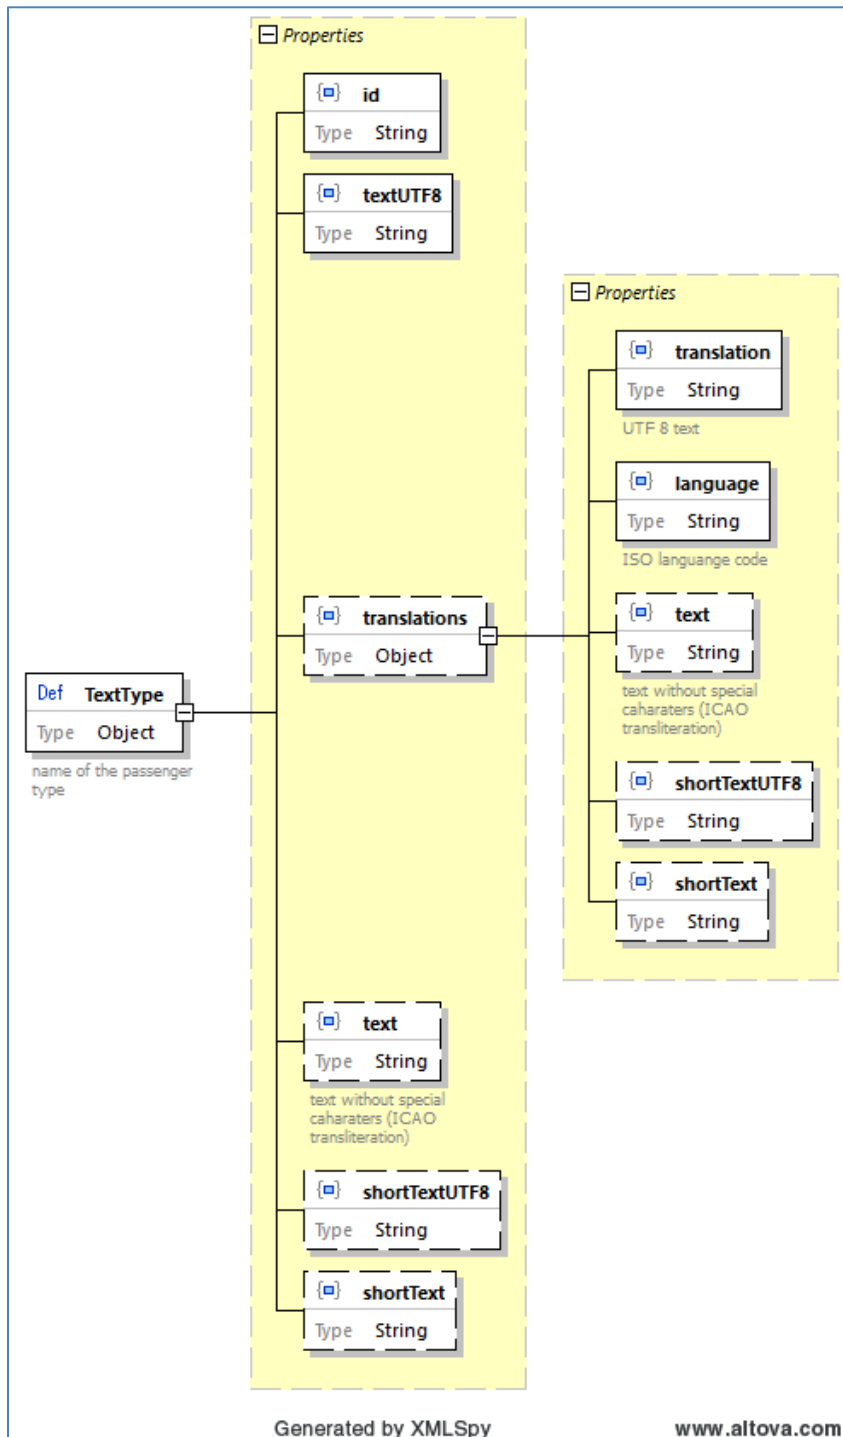 Properties
id
Type String
textUTF8
Type String
Properties
translation
Type String
UTF 8 text
language
Type String
ISO languange code
translations
Type Object
text
Type String
text without special
caharaters (ICAO
transliteration)
Def TextType
Type Object
name of the passenger
type
shortTextUTF8
Type String
shortText
Type String
text
Type String
text without special
caharaters (ICAO
transliteration)
shortTextUTF8
Type String
shortText
Type String
Generated by XMLSpy
www.altova.com